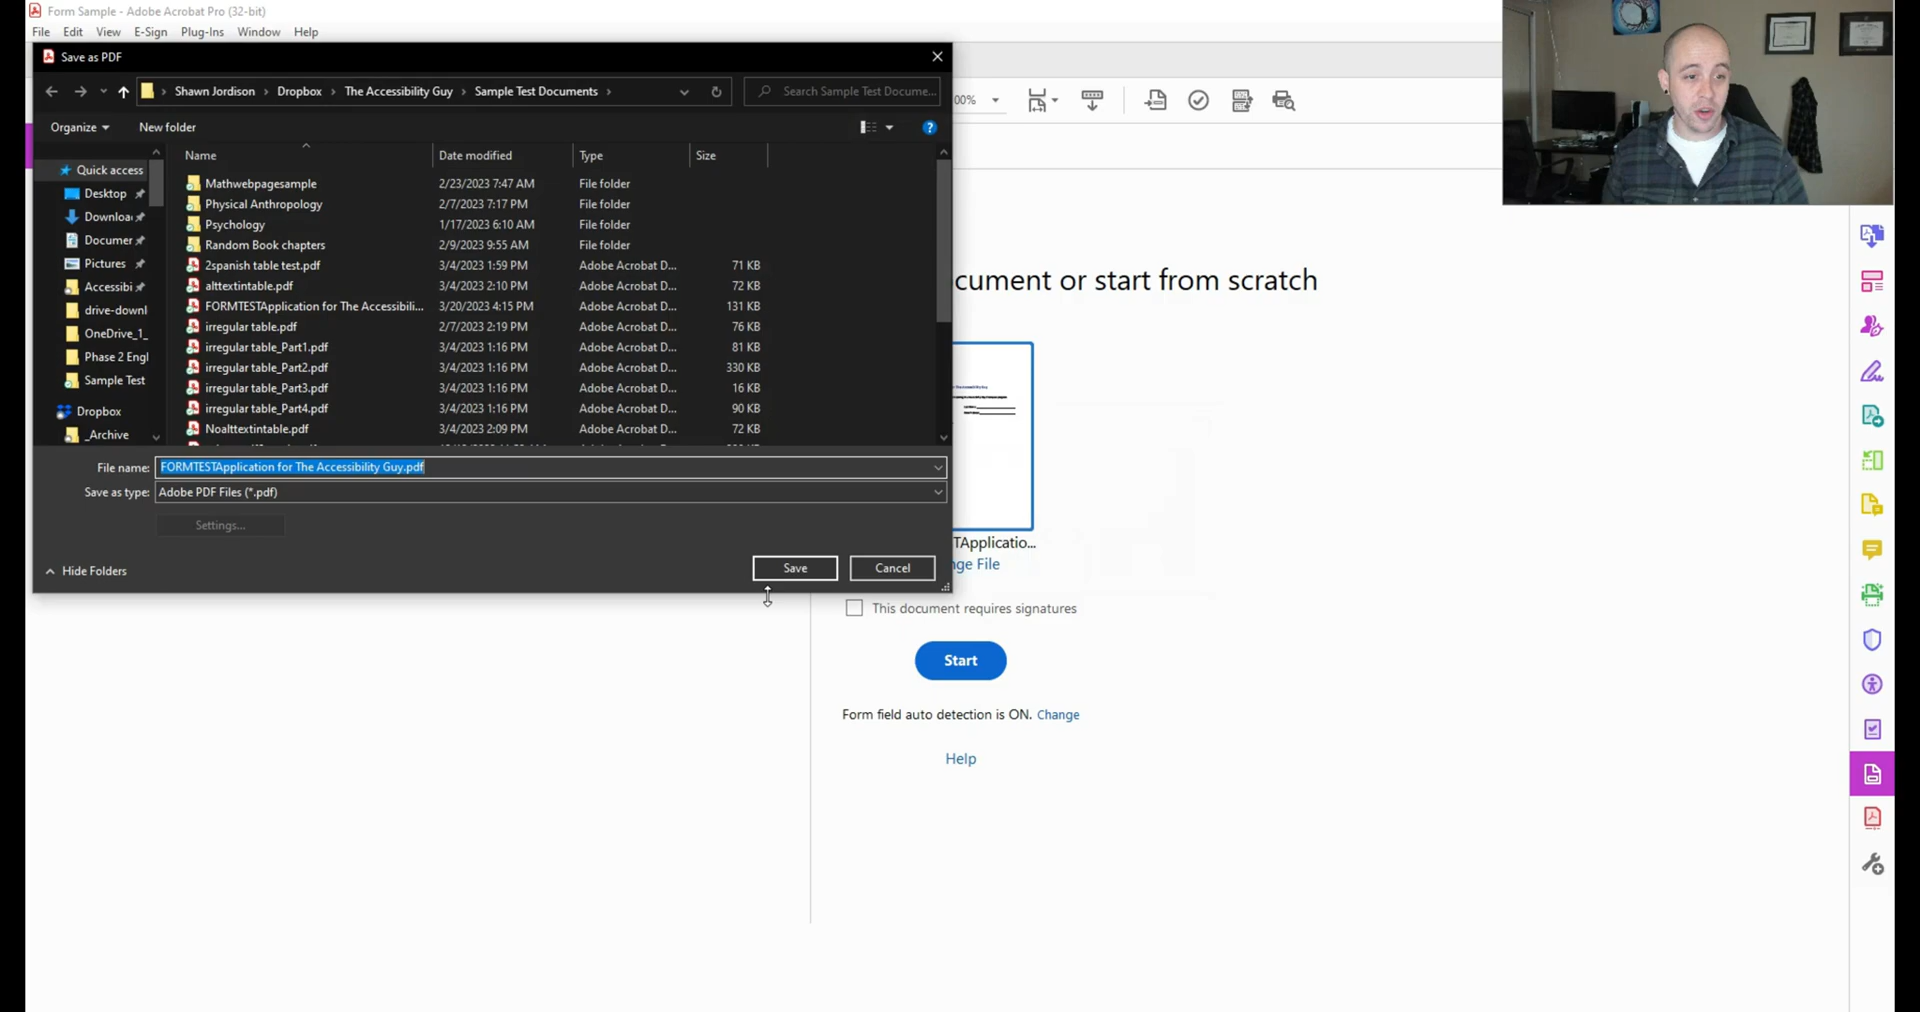 Form Sample - Adobe Acrobat Pro (32-bit)
File Edit View E-Sign Plug-Ins Window Help
Save as PDF
Shawn Jordison > Dropbox > The Accessibility Guy > Sample Test Documents >
Search Sample Test Docume...
00%
Organize
New folder
Name
Date modified
Type
Size
Quick access
Desktop
Downloa
Documer
Pictures
Accessibi
drive-downl
OneDrive_1_
Phase 2 Engl
Sample Test
Dropbox
_Archive
Mathwebpagesample 2/23/2023 7:47 AM File folder
Physical Anthropology 2/7/2023 7:17 PM File folder
Psychology 1/17/2023 6:10 AM File folder
Random Book chapters 2/9/2023 9:55 AM File folder
2spanish table test.pdf 3/4/2023 1:59 PM Adobe Acrobat D... 71 KB
alttextintable.pdf 3/4/2023 2:10 PM Adobe Acrobat D... 72 KB
FORMTESTApplication for The Accessibili... 3/20/2023 4:15 PM Adobe Acrobat D... 131 KB
irregular table.pdf 2/7/2023 2:19 PM Adobe Acrobat D... 76 KB
irregular table_Part1.pdf 3/4/2023 1:16 PM Adobe Acrobat D... 81 KB
irregular table_Part2.pdf 3/4/2023 1:16 PM Adobe Acrobat D... 330 KB
irregular table_Part3.pdf 3/4/2023 1:16 PM Adobe Acrobat D... 16 KB
irregular table_Part4.pdf 3/4/2023 1:16 PM Adobe Acrobat D... 90 KB
Noalttextintable.pdf 3/4/2023 2:09 PM Adobe Acrobat D... 72 KB
File name: FORMTESTApplication for The Accessibility Guy.pdf
Save as type: Adobe PDF Files (*.pdf)
Settings...
Hide Folders
Save
Cancel
cument or start from scratch
TApplicatio...
nge File
This document requires signatures
Start
Form field auto detection is ON. Change
Help